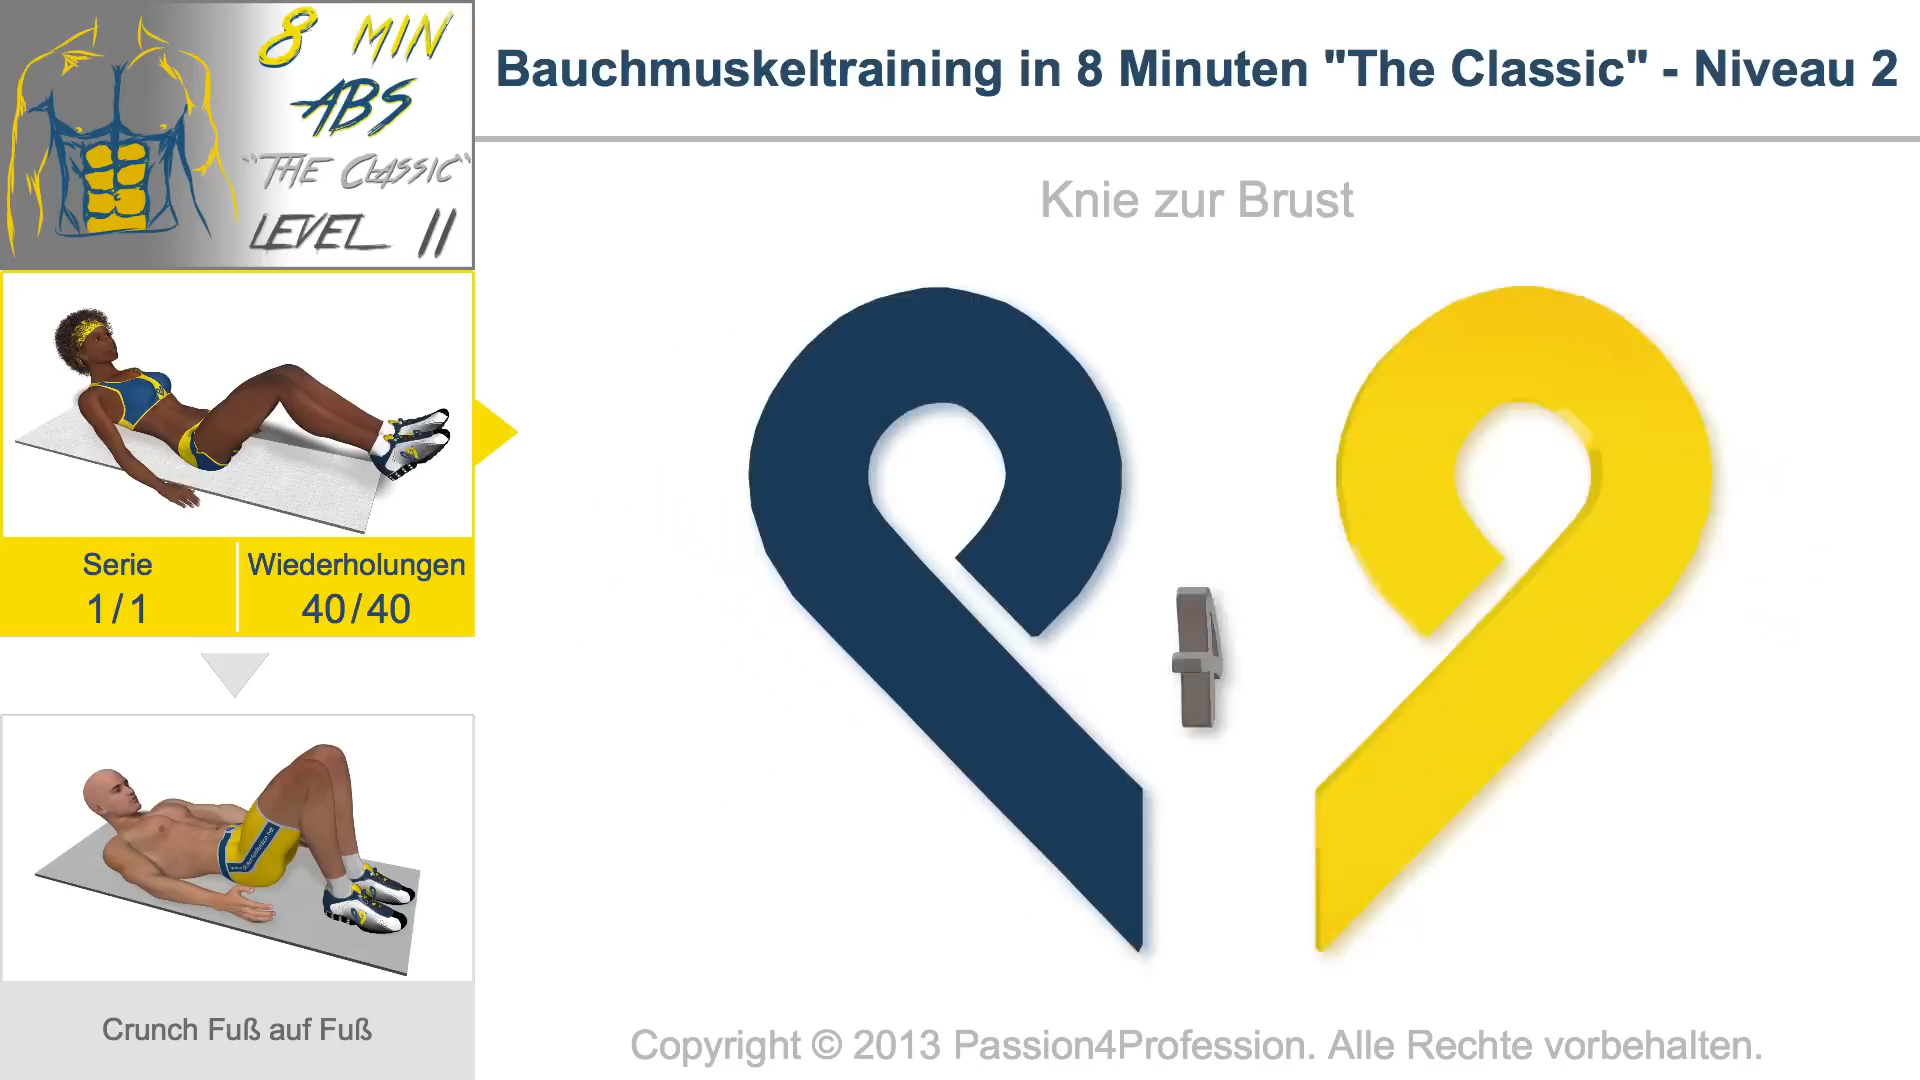 8 MIN
ABS
"THE CLASSIC"
LEVEL II
Bauchmuskeltraining in 8 Minuten "The Classic" - Niveau 2
Knie zur Brust
Serie
1/1
Wiederholungen
40/40
4
Crunch Fuß auf Fuß
Copyright © 2013 Passion4Profession. Alle Rechte vorbehalten.